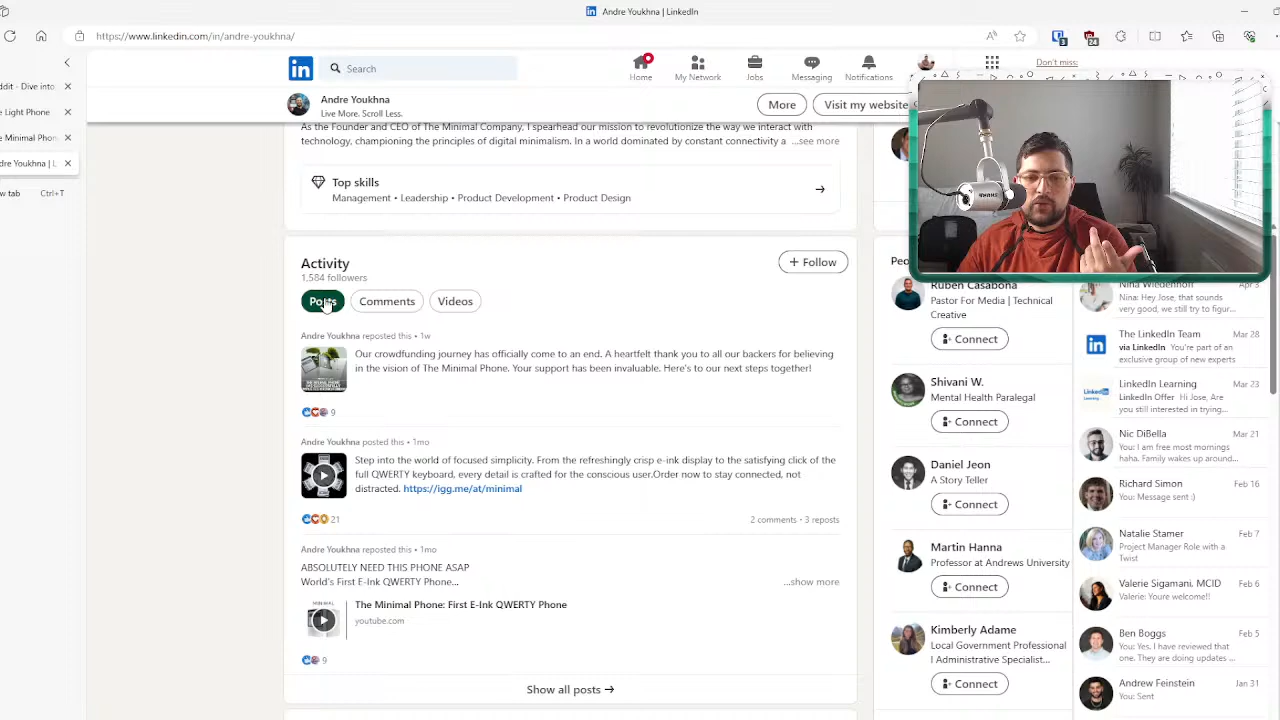 Andre Youkhna | LinkedIn
https://www.linkedin.com/in/andre-youkhna/
ddit - Dive into
e Light Phone
e Minimal Phon
dre Youkhna | L
w tab Ctrl+T
in
Search
Home
My Network
Jobs
Messaging
Notifications
Don't miss:
Andre Youkhna
Live More. Scroll Less.
More
Visit my website
As the Founder and CEO of The Minimal Company, I spearhead our mission to revolutionize the way we interact with
technology, championing the principles of digital minimalism. In a world dominated by constant connectivity a ...see more
Top skills
Management • Leadership • Product Development • Product Design
Activity
1,584 followers
+ Follow
Posts
Comments
Videos
Andre Youkhna reposted this • 1w
Our crowdfunding journey has officially come to an end. A heartfelt thank you to all our backers for believing
in the vision of The Minimal Phone. Your support has been invaluable. Here's to our next steps together!
9
Andre Youkhna posted this • 1mo
Step into the world of focused simplicity. From the refreshingly crisp e-ink display to the satisfying click of the
full QWERTY keyboard, every detail is crafted for the conscious user.Order now to stay connected, not
distracted. https://igg.me/at/minimal
21
2 comments • 3 reposts
Andre Youkhna reposted this • 1mo
ABSOLUTELY NEED THIS PHONE ASAP
World's First E-Ink QWERTY Phone...
...show more
The Minimal Phone: First E-Ink QWERTY Phone
youtube.com
9
Show all posts →
Peo
Ruben Casabona
Pastor For Media | Technical
Creative
Connect
Shivani W.
Mental Health Paralegal
Connect
Daniel Jeon
A Story Teller
Connect
Martin Hanna
Professor at Andrews University
Connect
Kimberly Adame
Local Government Professional
I Administrative Specialist...
Connect
Nina Wiedenhoff Apr 3
Nina: Hey Jose, that sounds
very good, we still try to figur...
The LinkedIn Team Mar 28
via LinkedIn You're part of an
exclusive group of new experts
LinkedIn Learning Mar 23
LinkedIn Offer Hi Jose, Are
you still interested in trying...
Nic DiBella Mar 21
You: I am free most mornings
haha. Family wakes up around...
Richard Simon Feb 16
You: Message sent :)
Natalie Stamer Feb 7
Project Manager Role with a
Twist
Valerie Sigamani, MCID Feb 6
Valerie: Youre welcome!!
Ben Boggs Feb 5
You: Yes. I have reviewed that
one. They are doing updates ...
Andrew Feinstein Jan 31
You: Sent